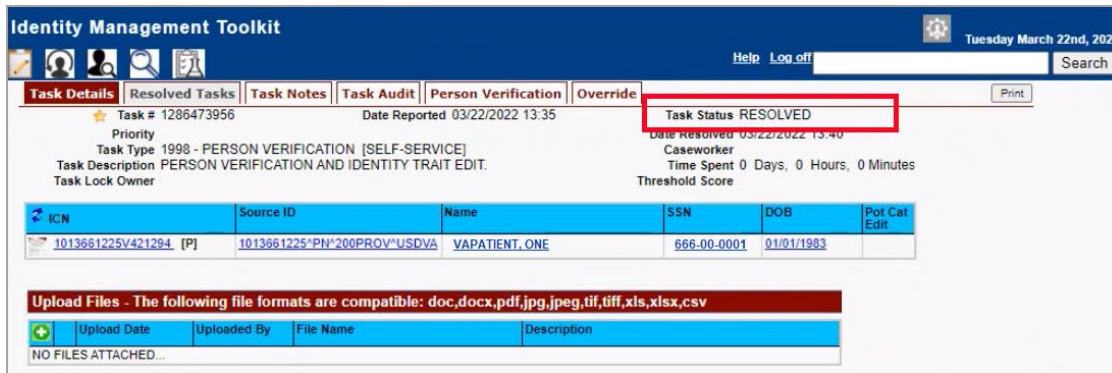 Identity Management Toolkit
Tuesday March 22nd, 202
Help Log off Search
Task Details Resolved Tasks Task Notes Task Audit Person Verification Override Print
Task # 1286473956 Date Reported 03/22/2022 13:35 Task Status RESOLVED
Priority Date Resolved 03/22/2022 13:40
Task Type 1998 - PERSON VERIFICATION [SELF-SERVICE] Caseworker
Task Description PERSON VERIFICATION AND IDENTITY TRAIT EDIT. Time Spent 0 Days, 0 Hours, 0 Minutes
Task Lock Owner Threshold Score
ICN Source ID Name SSN DOB Pot Cat Edit
1013661225V421294 [P] 1013661225^PN^200PROV^USDVA VAPATIENT, ONE 666-00-0001 01/01/1983
Upload Files - The following file formats are compatible: doc,docx,pdf,jpg,jpeg,tif,tiff,xls,xlsx,csv
Upload Date Uploaded By File Name Description
NO FILES ATTACHED...